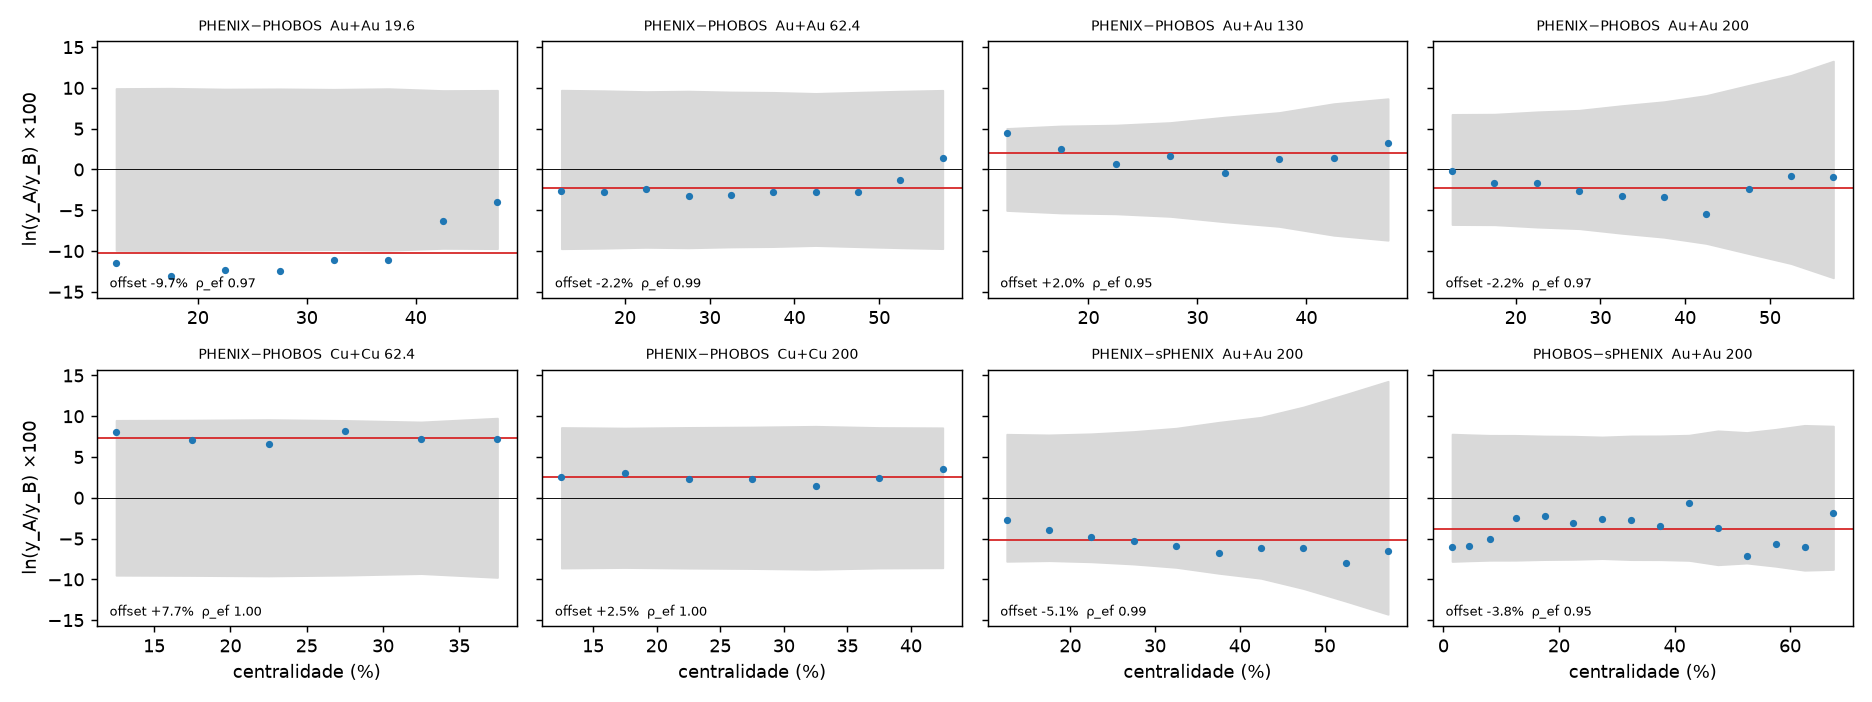 PHENIX−PHOBOS Au+Au 19.6
PHENIX−PHOBOS Au+Au 62.4
PHENIX−PHOBOS Au+Au 130
PHENIX−PHOBOS Au+Au 200
ln(y_A/y_B) ×100
15
10
5
0
−5
−10
−15
offset -9.7% ρ_ef 0.97
offset -2.2% ρ_ef 0.99
offset +2.0% ρ_ef 0.95
offset -2.2% ρ_ef 0.97
20 30 40
20 30 40 50
20 30 40
20 30 40 50
PHENIX−PHOBOS Cu+Cu 62.4
PHENIX−PHOBOS Cu+Cu 200
PHENIX−sPHENIX Au+Au 200
PHOBOS−sPHENIX Au+Au 200
ln(y_A/y_B) ×100
15
10
5
0
−5
−10
−15
offset +7.7% ρ_ef 1.00
offset +2.5% ρ_ef 1.00
offset -5.1% ρ_ef 0.99
offset -3.8% ρ_ef 0.95
15 20 25 30 35
15 20 25 30 35 40
20 30 40 50
0 20 40 60
centralidade (%)
centralidade (%)
centralidade (%)
centralidade (%)